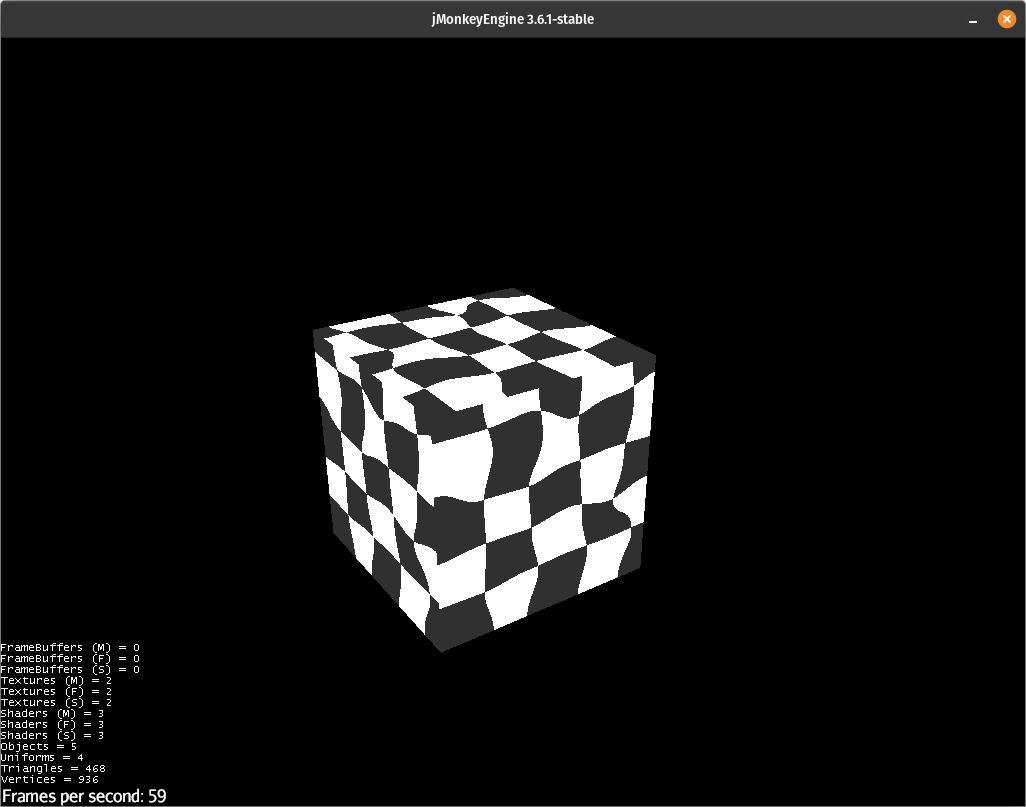 jMonkeyEngine 3.6.1-stable
FrameBuffers (M) = 0
FrameBuffers (F) = 0
FrameBuffers (S) = 0
Textures (M) = 2
Textures (F) = 2
Textures (S) = 2
Shaders (M) = 3
Shaders (F) = 3
Shaders (S) = 3
Objects = 5
Uniforms = 4
Triangles = 468
Vertices = 936
Frames per second: 59